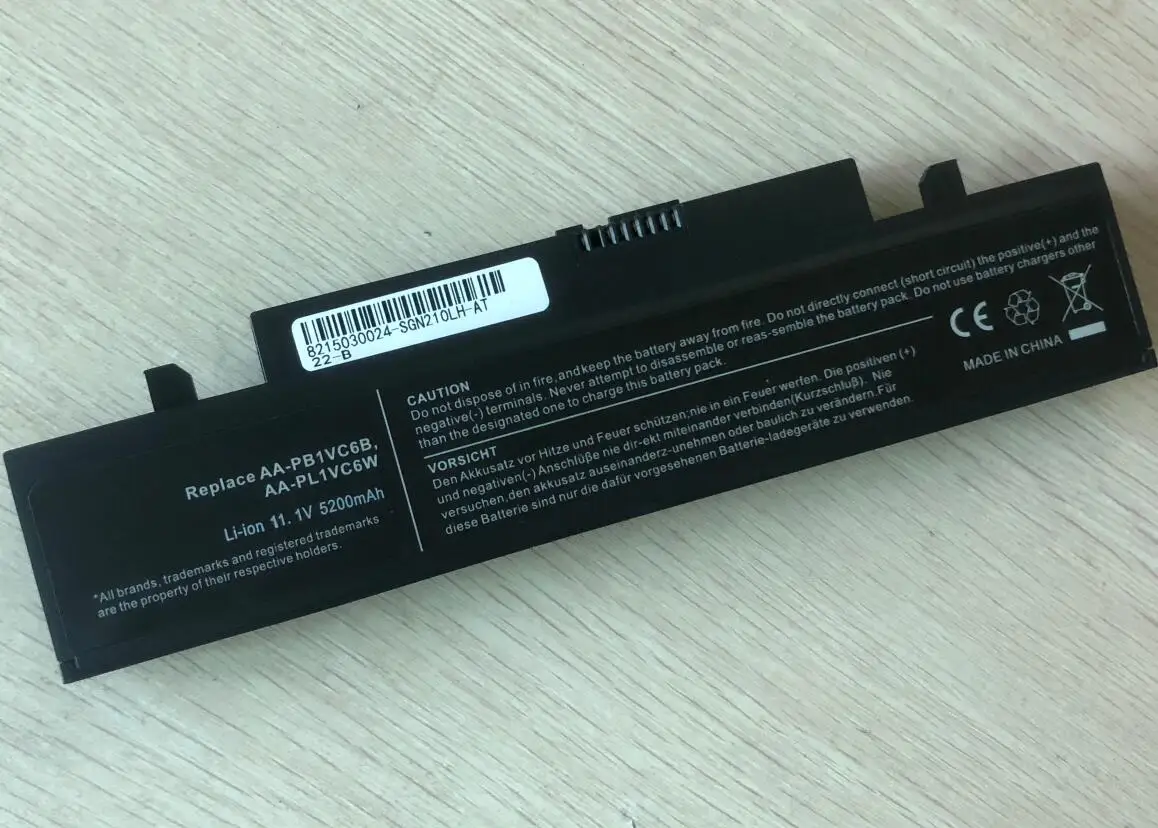 8215030024-SGN210LH-AT
22-B
Replace AA-PB1VC6B,
AA-PL1VC6W
Li-ion 11.1V 5200mAh
*All brands, trademarks and registered trademarks
are the property of their respective holders.
CAUTION
Do not dispose of in fire,and keep the battery away from fire. Do not directly connect (short circuit) the positive(+) and the
negative(-) terminals. Never attempt to disassemble or reas-semble the battery pack. Do not use battery chargers other
than the designated one to charge this battery pack.
VORSICHT
Den Akkusatz vor Hitze und Feuer schützen;nie in ein Feuer werfen. Die positiven (+)
und negativen(-) Anschlüße nie dir-ekt miteinander verbinden(Kurzschluß). Nie
versuchen,den akkusatz auseinanderz-unehmen oder baulich zu verändern.Für
diese Batterie sind nur die dafür vorgesehenen Batterie-ladegeräte zu verwenden.
CE
MADE IN CHINA